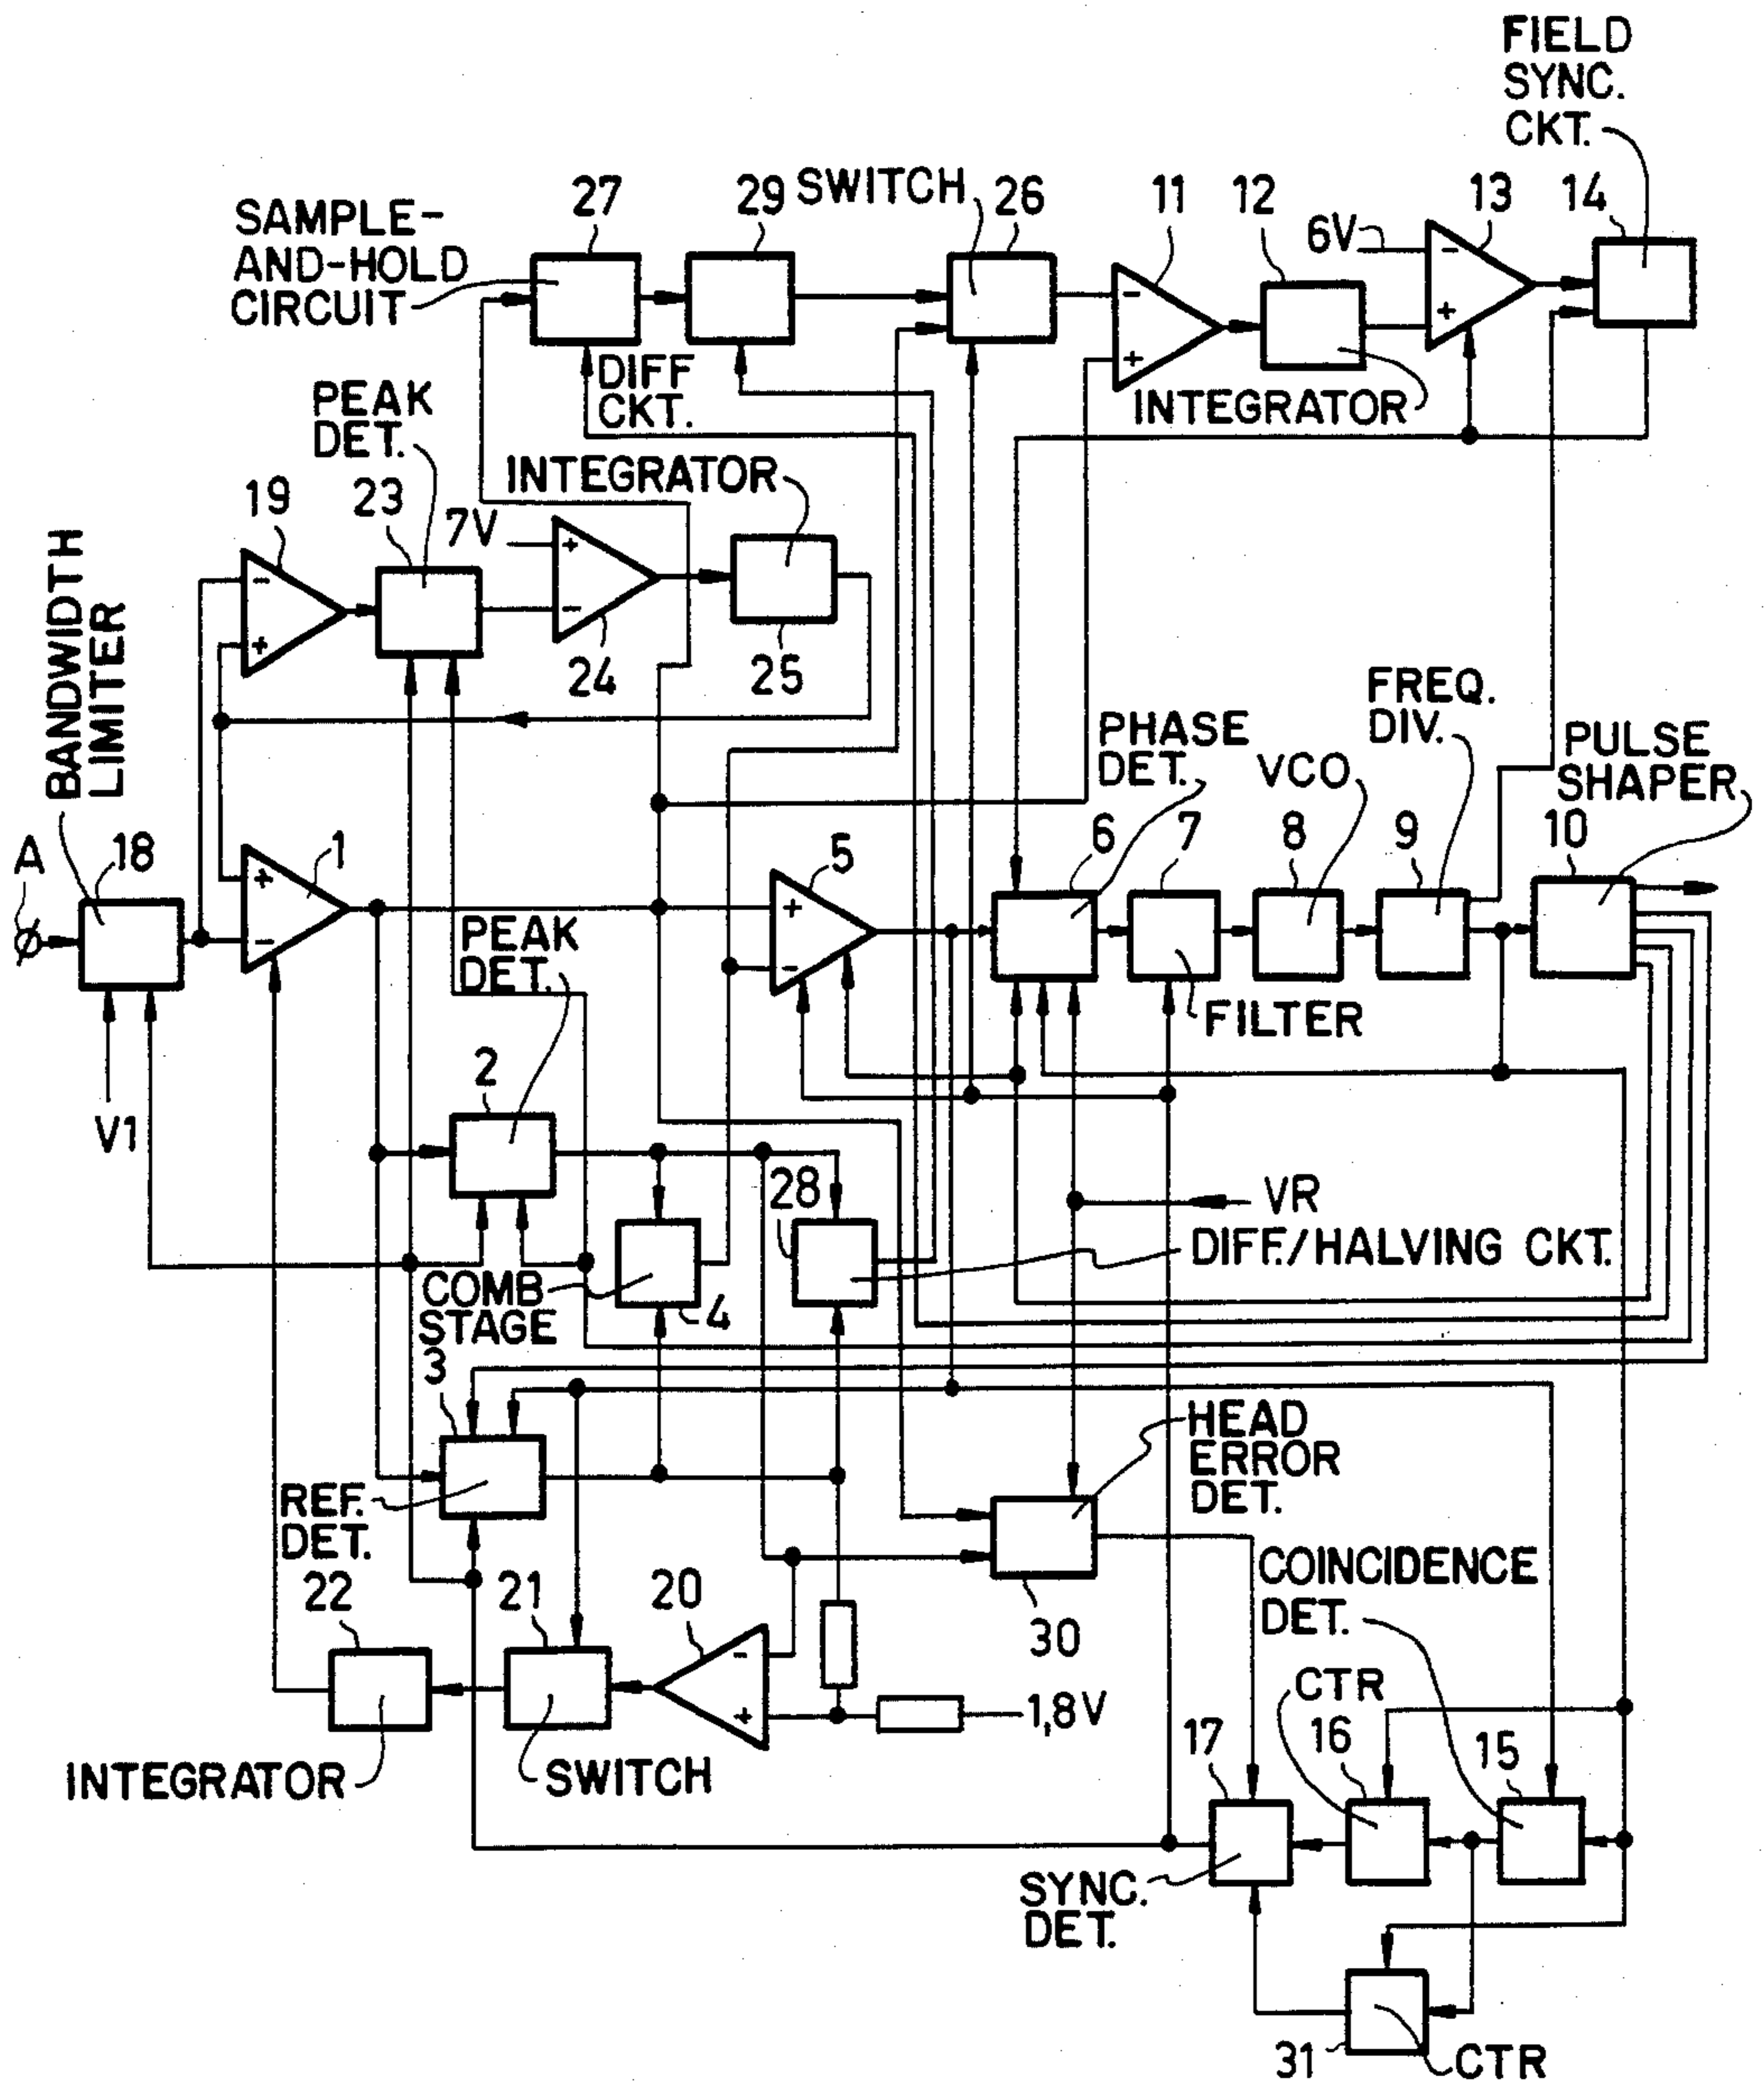 FIELD
SYNC.
CKT.
SAMPLE-
AND-HOLD
CIRCUIT
27
29
SWITCH
26
11
12
6V
13
14
-
+
-
+
DIFF
CKT.
INTEGRATOR
PEAK
DET.
INTEGRATOR
19
23
7V
+
-
24
25
-
+
BANDWIDTH
LIMITER
FREQ.
DIV.
PHASE
DET.
VCO
PULSE
SHAPER
A
18
1
5
6
7
8
9
10
+
-
+
-
PEAK
DET.
FILTER
V1
2
28
VR
DIFF./HALVING CKT.
COMB
STAGE
4
3
HEAD
ERROR
DET.
REF.
DET.
COINCIDENCE
DET.
22
21
20
30
-
+
1,8V
CTR
17
16
15
INTEGRATOR
SWITCH
SYNC.
DET.
31
CTR